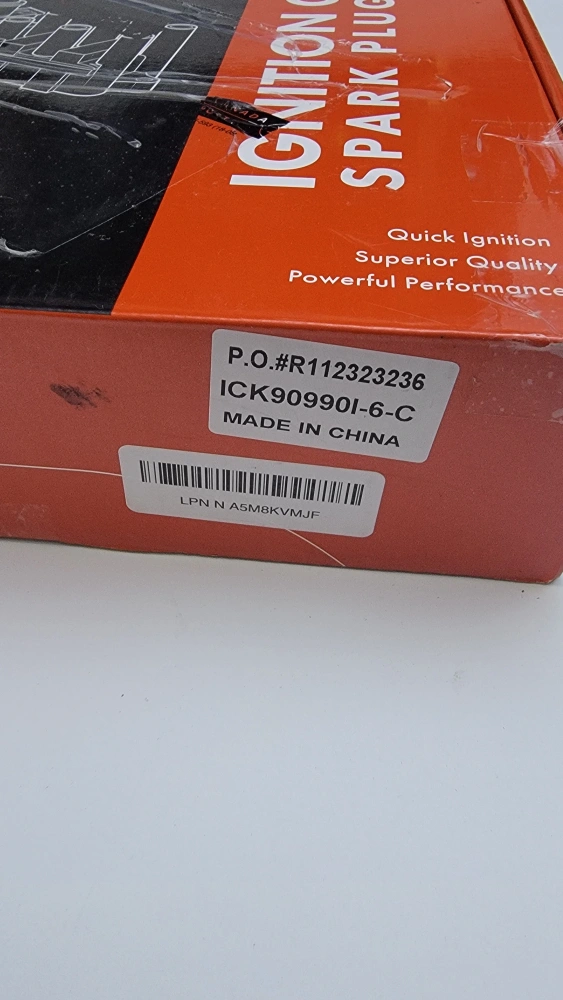 IGNITION C
SPARK PLUG
Quick Ignition
Superior Quality
Powerful Performance
P.O.#R112323236
ICK90990I-6-C
MADE IN CHINA
LPN N A5M8KVMJF